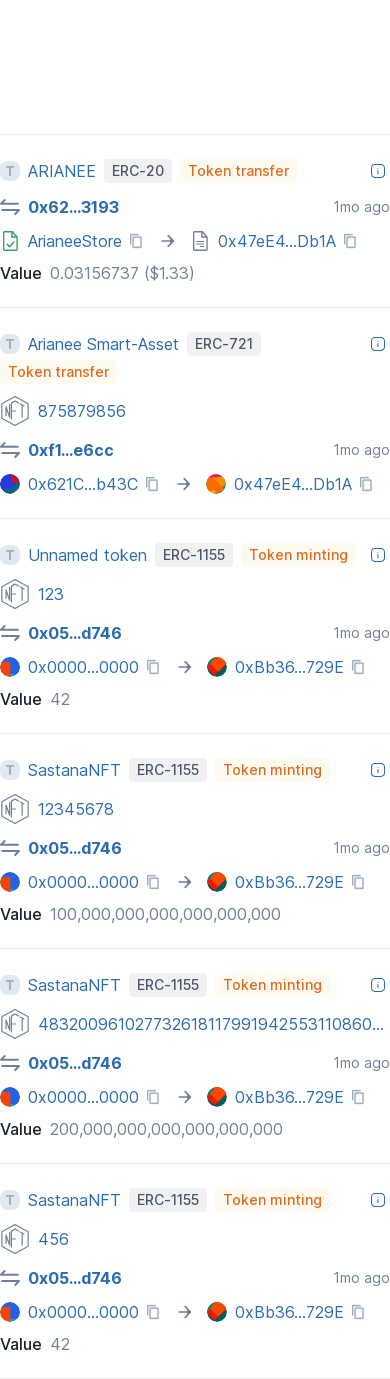 T ARIANEE ERC-20 Token transfer
0x62...3193 1mo ago
ArianeeStore 0x47eE4...Db1A
Value 0.03156737 ($1.33)
T Arianee Smart-Asset ERC-721
Token transfer
NFT 875879856
0xf1...e6cc 1mo ago
0x621C...b43C 0x47eE4...Db1A
T Unnamed token ERC-1155 Token minting
NFT 123
0x05...d746 1mo ago
0x0000...0000 0xBb36...729E
Value 42
T SastanaNFT ERC-1155 Token minting
NFT 12345678
0x05...d746 1mo ago
0x0000...0000 0xBb36...729E
Value 100,000,000,000,000,000,000
T SastanaNFT ERC-1155 Token minting
NFT 483200961027732618117991942553110860...
0x05...d746 1mo ago
0x0000...0000 0xBb36...729E
Value 200,000,000,000,000,000,000
T SastanaNFT ERC-1155 Token minting
NFT 456
0x05...d746 1mo ago
0x0000...0000 0xBb36...729E
Value 42